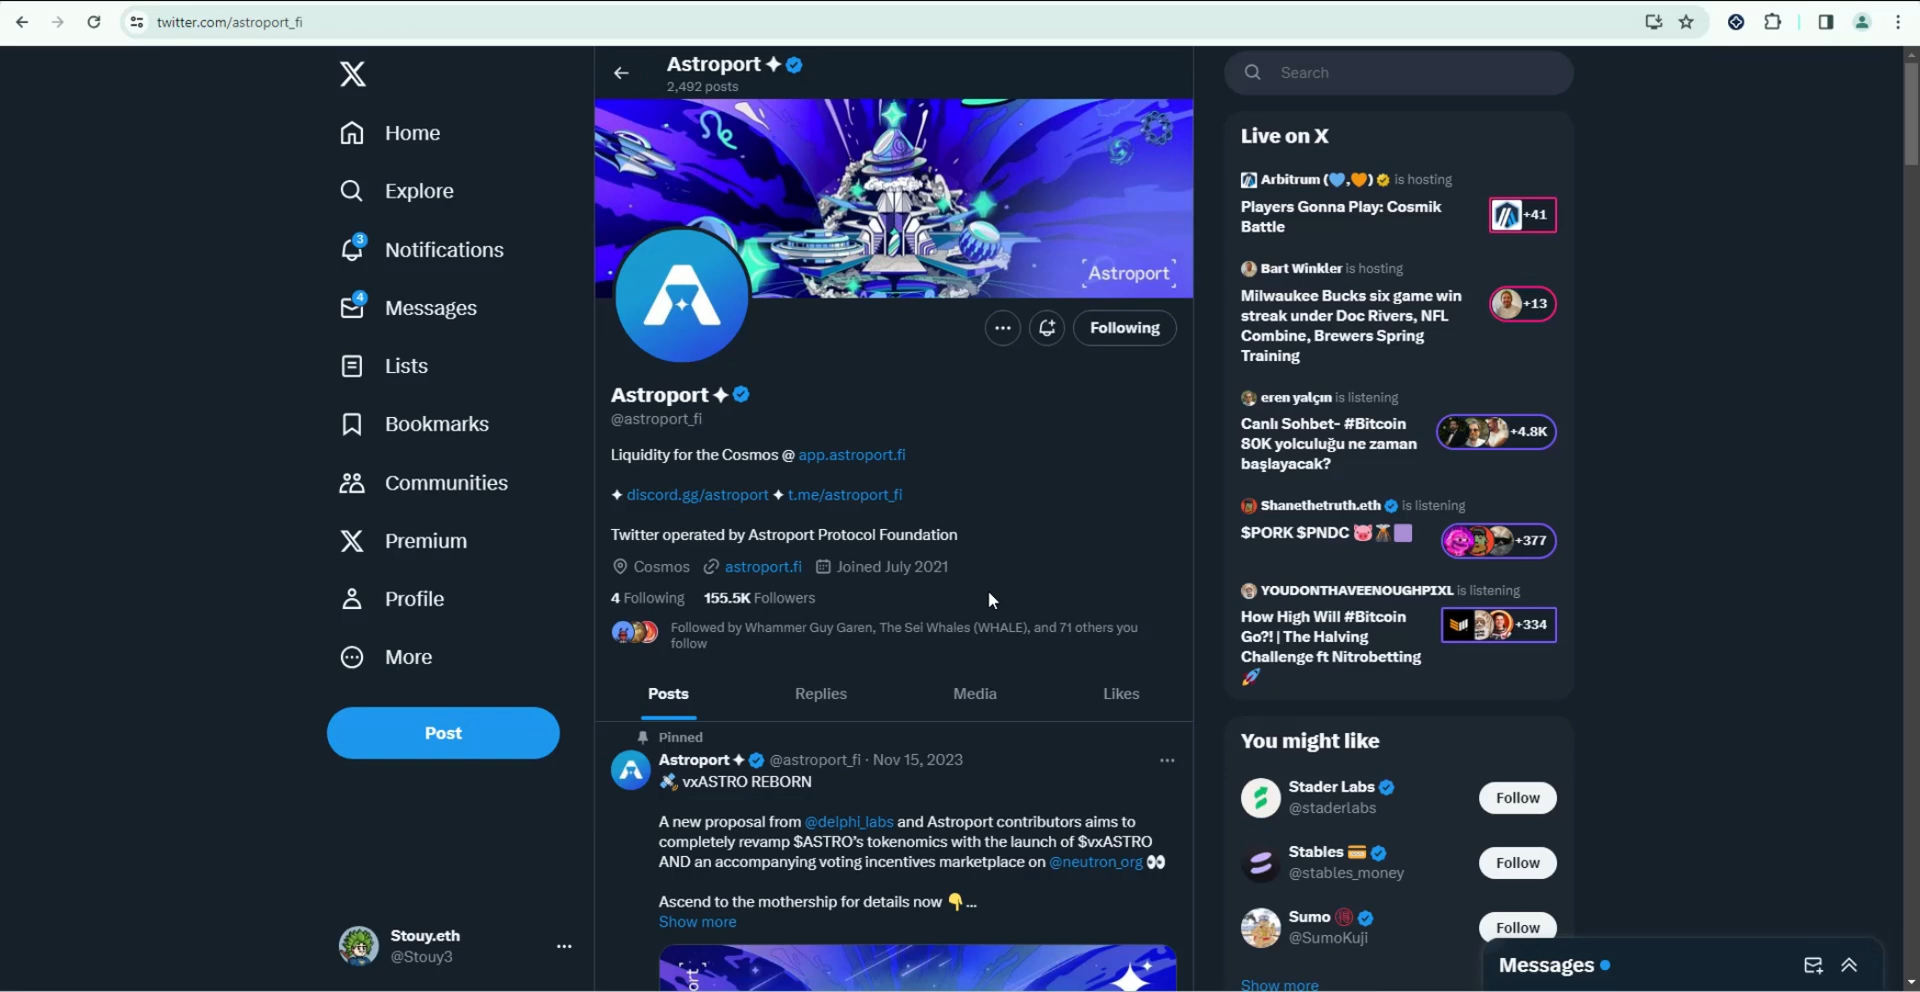 twitter.com/astroport_fi
X
Home
Explore
3
Notifications
4
Messages
Lists
Bookmarks
Communities
Premium
Profile
More
Post
Stouy.eth
@Stouy3
Astroport ✦
2,492 posts
Astroport
Following
Astroport ✦
@astroport_fi
Liquidity for the Cosmos @ app.astroport.fi
✦ discord.gg/astroport ✦ t.me/astroport_fi
Twitter operated by Astroport Protocol Foundation
Cosmos astroport.fi Joined July 2021
4 Following 155.5K Followers
Followed by Whammer Guy Garen, The Sei Whales (WHALE), and 71 others you
follow
Posts Replies Media Likes
Pinned
Astroport ✦ @astroport_fi · Nov 15, 2023
🛰️ vxASTRO REBORN
A new proposal from @delphi_labs and Astroport contributors aims to
completely revamp $ASTRO's tokenomics with the launch of $vxASTRO
AND an accompanying voting incentives marketplace on @neutron_org 👀
Ascend to the mothership for details now 👇 ...
Show more
Search
Live on X
Arbitrum (💙,🧡) is hosting
Players Gonna Play: Cosmik
Battle
+41
Bart Winkler is hosting
Milwaukee Bucks six game win
streak under Doc Rivers, NFL
Combine, Brewers Spring
Training
+13
eren yalçın is listening
Canlı Sohbet- #Bitcoin
80K yolculuğu ne zaman
başlayacak?
+4.8K
Shanethetruth.eth is listening
$PORK $PNDC
+377
YOUDONTHAVEENOUGHPIXL is listening
How High Will #Bitcoin
Go?! | The Halving
Challenge ft Nitrobetting
🚀
+334
You might like
Stader Labs
@staderlabs
Follow
Stables
@stables_money
Follow
Sumo
@SumoKuji
Follow
Show more
Messages